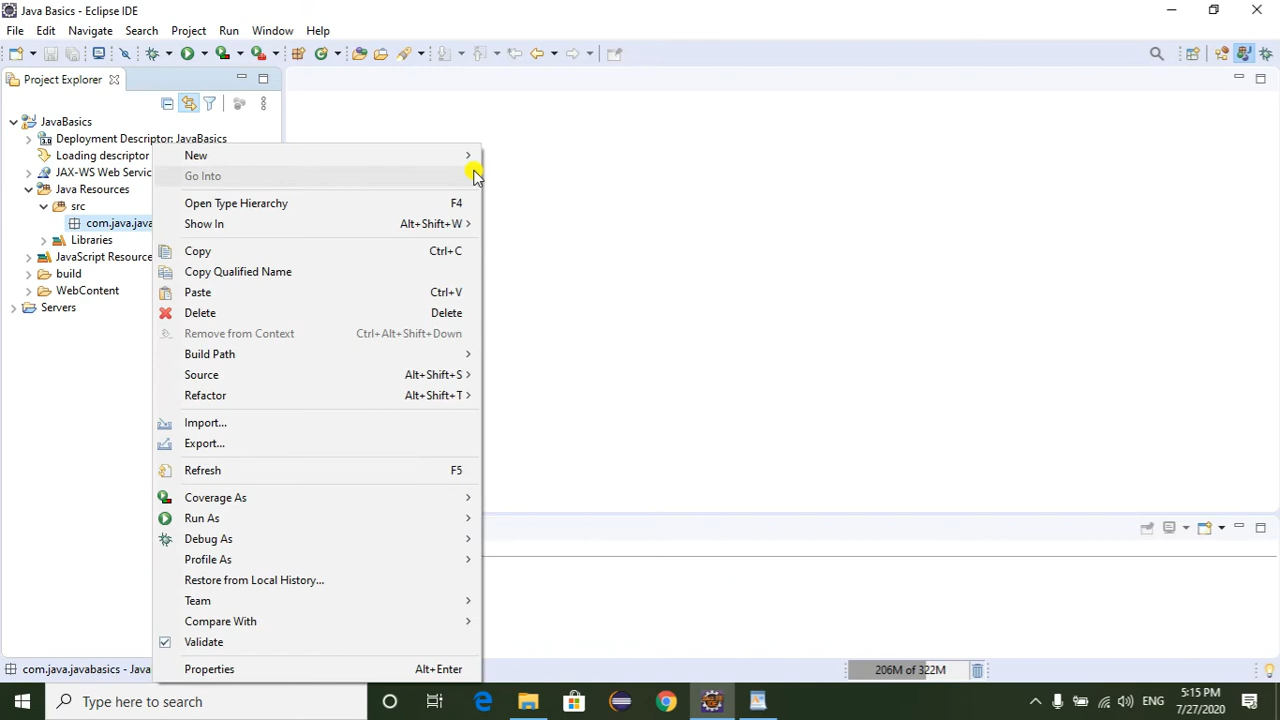 Java Basics - Eclipse IDE
File Edit Navigate Search Project Run Window Help
Project Explorer
JavaBasics
Deployment Descriptor: JavaBasics
Loading descriptor
JAX-WS Web Servic
Java Resources
src
com.java.java
Libraries
JavaScript Resource
build
WebContent
Servers
New
Go Into
Open Type Hierarchy F4
Show In Alt+Shift+W
Copy Ctrl+C
Copy Qualified Name
Paste Ctrl+V
Delete Delete
Remove from Context Ctrl+Alt+Shift+Down
Build Path
Source Alt+Shift+S
Refactor Alt+Shift+T
Import...
Export...
Refresh F5
Coverage As
Run As
Debug As
Profile As
Restore from Local History...
Team
Compare With
Validate
Properties Alt+Enter
com.java.javabasics - Java
206M of 322M
Type here to search
ENG
5:15 PM
7/27/2020